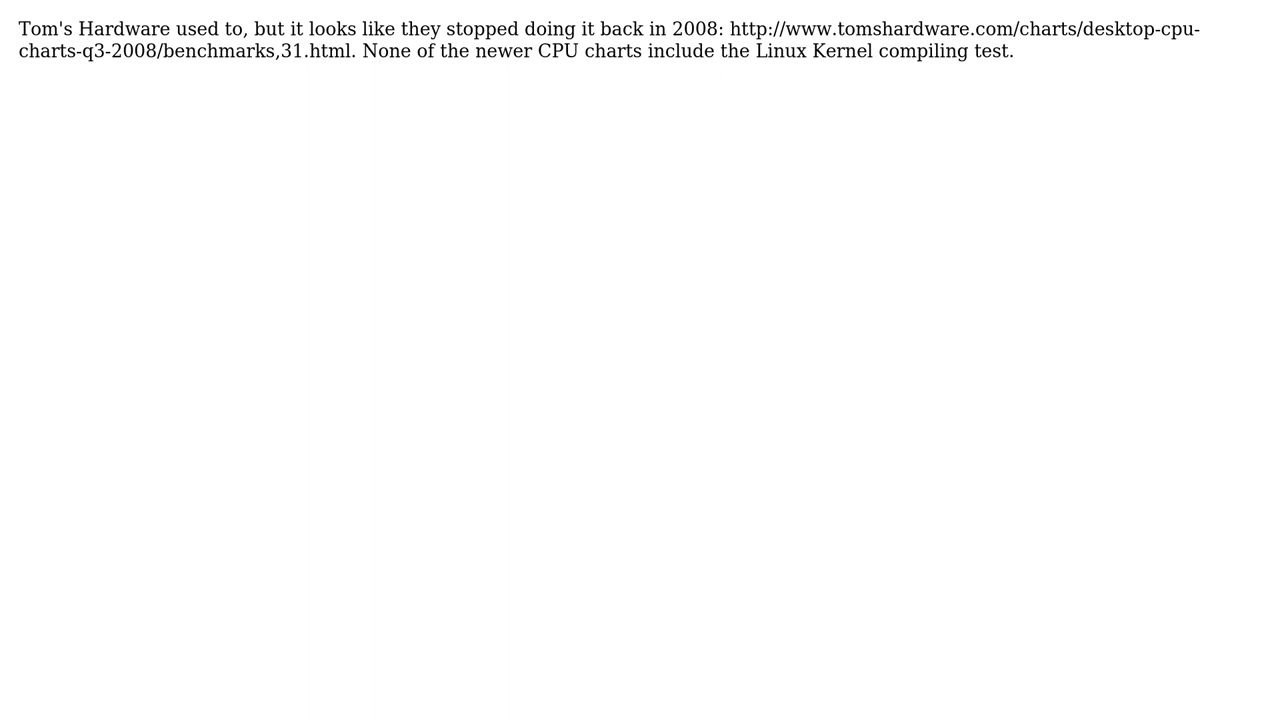 Tom's Hardware used to, but it looks like they stopped doing it back in 2008: http://www.tomshardware.com/charts/desktop-cpu-
charts-q3-2008/benchmarks,31.html. None of the newer CPU charts include the Linux Kernel compiling test.